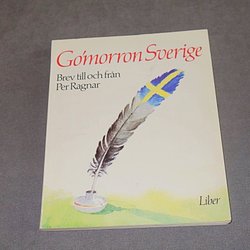 Go'morron Sverige
Brev till och från
Per Ragnar
Liber